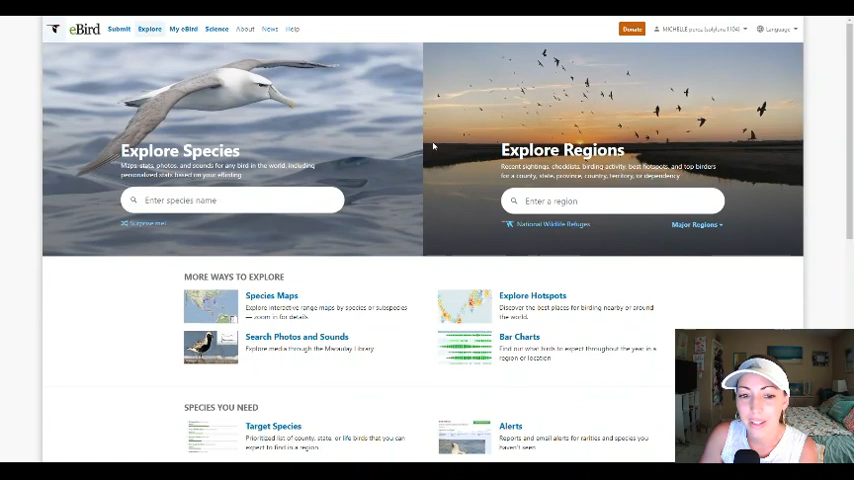 eBird Submit Explore My eBird Science About News Help Donate MICHELLE Language
Explore Species
Maps, stats, photos, and sounds for any bird in the world, including
personalized stats based on your eBirding
Enter species name
Surprise me!
Explore Regions
Recent sightings, checklists, birding activity, best hotspots, and top birders
for a county, state, province, country, territory, or dependency
Enter a region
National Wildlife Refuges Major Regions
MORE WAYS TO EXPLORE
Species Maps
Explore interactive range maps by species or subspecies
— zoom in for details
Explore Hotspots
Discover the best places for birding nearby or around
the world.
Search Photos and Sounds
Explore media through the Macaulay Library
Bar Charts
Find out what birds to expect throughout the year in a
region or location
SPECIES YOU NEED
Target Species
Prioritized list of county, state, or life birds that you can
expect to find in a region.
Alerts
Reports and email alerts for rarities and species you
haven't seen